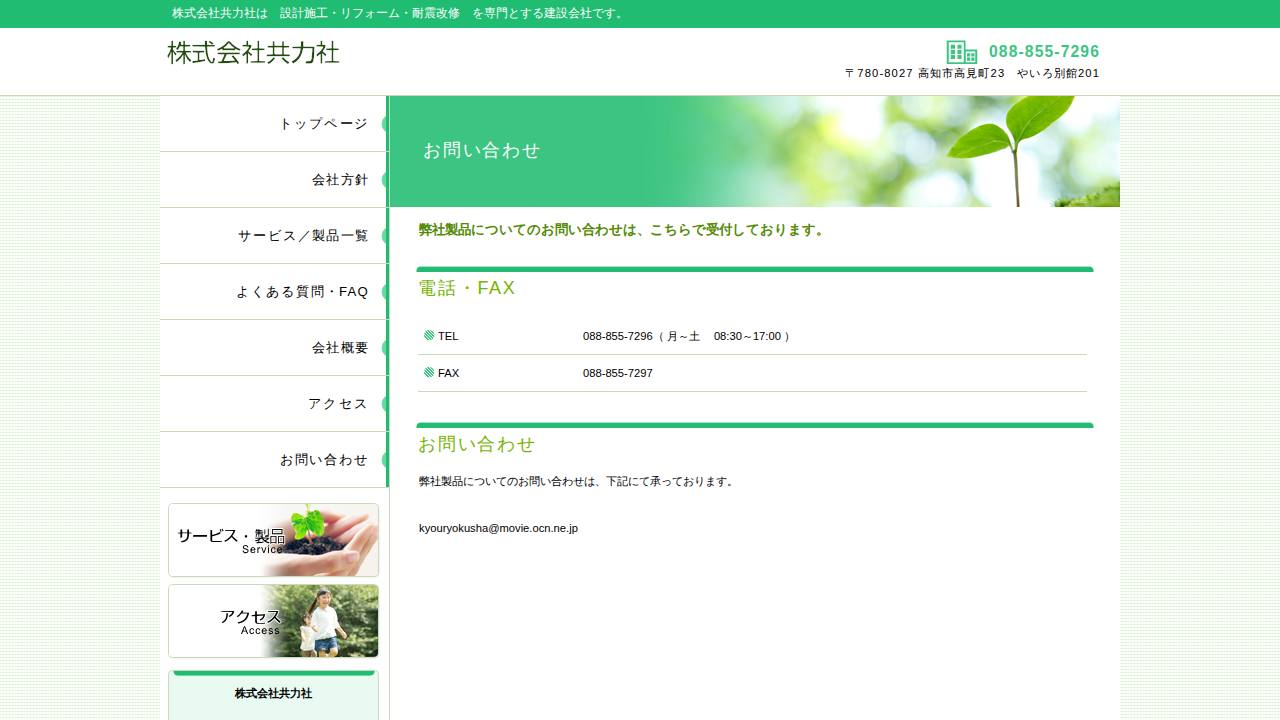 株式会社共力社は　設計施工・リフォーム・耐震改修　を専門とする建設会社です。
株式会社共力社
088-855-7296
〒780-8027 高知市高見町23　やいろ別館201
トップページ
会社方針
サービス／製品一覧
よくある質問・FAQ
会社概要
アクセス
お問い合わせ
サービス・製品
Service
アクセス
Access
株式会社共力社
お問い合わせ
弊社製品についてのお問い合わせは、こちらで受付しております。
電話・FAX
TEL 088-855-7296（ 月～土　 08:30～17:00 ）
FAX 088-855-7297
お問い合わせ
弊社製品についてのお問い合わせは、下記にて承っております。
kyouryokusha@movie.ocn.ne.jp